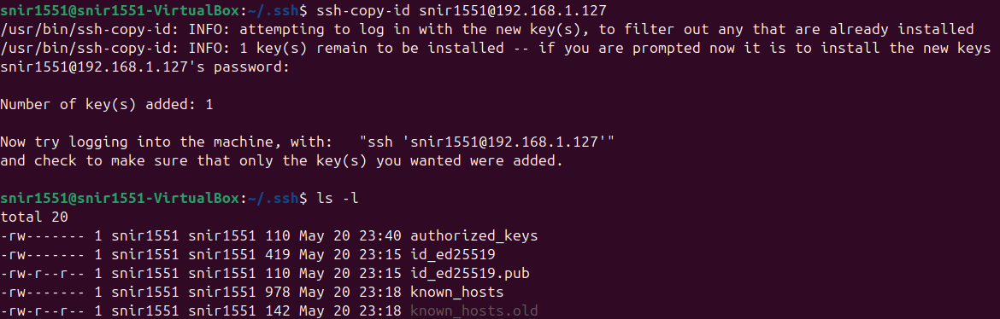 snir1551@snir1551-VirtualBox:~/.ssh$ ssh-copy-id snir1551@192.168.1.127
/usr/bin/ssh-copy-id: INFO: attempting to log in with the new key(s), to filter out any that are already installed
/usr/bin/ssh-copy-id: INFO: 1 key(s) remain to be installed -- if you are prompted now it is to install the new keys
snir1551@192.168.1.127's password:
Number of key(s) added: 1
Now try logging into the machine, with:   "ssh 'snir1551@192.168.1.127'"
and check to make sure that only the key(s) you wanted were added.
snir1551@snir1551-VirtualBox:~/.ssh$ ls -l
total 20
-rw------- 1 snir1551 snir1551 110 May 20 23:40 authorized_keys
-rw------- 1 snir1551 snir1551 419 May 20 23:15 id_ed25519
-rw-r--r-- 1 snir1551 snir1551 110 May 20 23:15 id_ed25519.pub
-rw------- 1 snir1551 snir1551 978 May 20 23:18 known_hosts
-rw-r--r-- 1 snir1551 snir1551 142 May 20 23:18 known_hosts.old